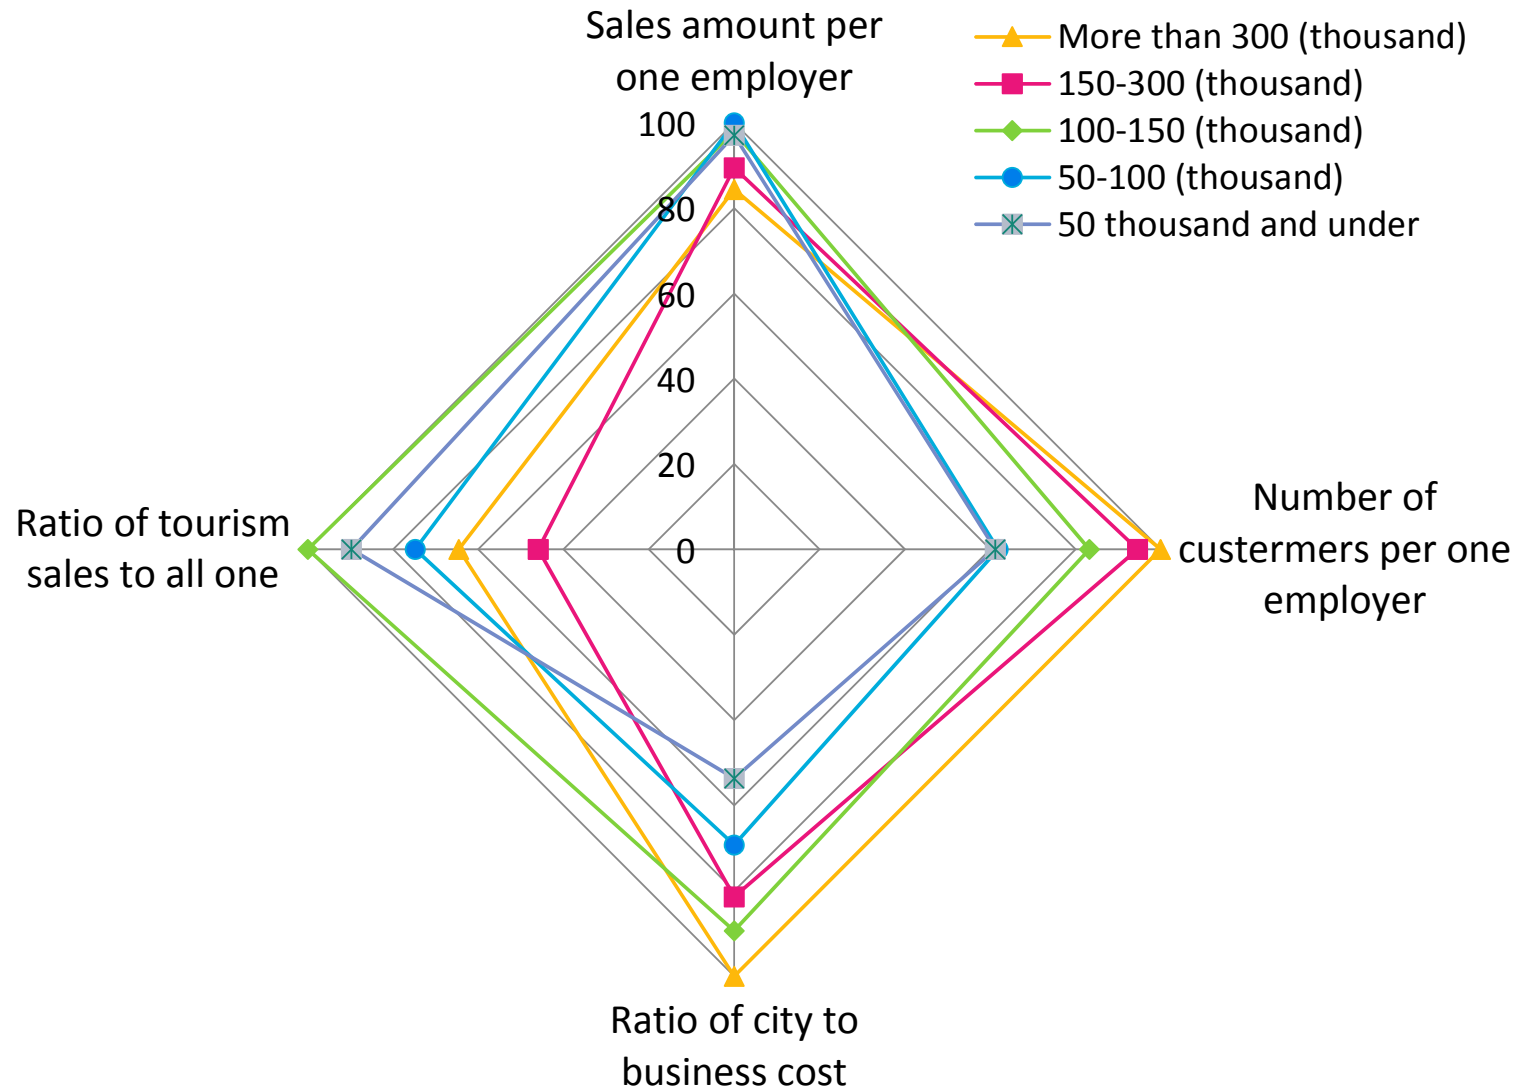 Sales amount per
one employer
More than 300 (thousand)
150-300 (thousand)
100-150 (thousand)
50-100 (thousand)
50 thousand and under
100
80
60
40
20
0
Ratio of tourism
sales to all one
Number of
custermers per one
employer
Ratio of city to
business cost